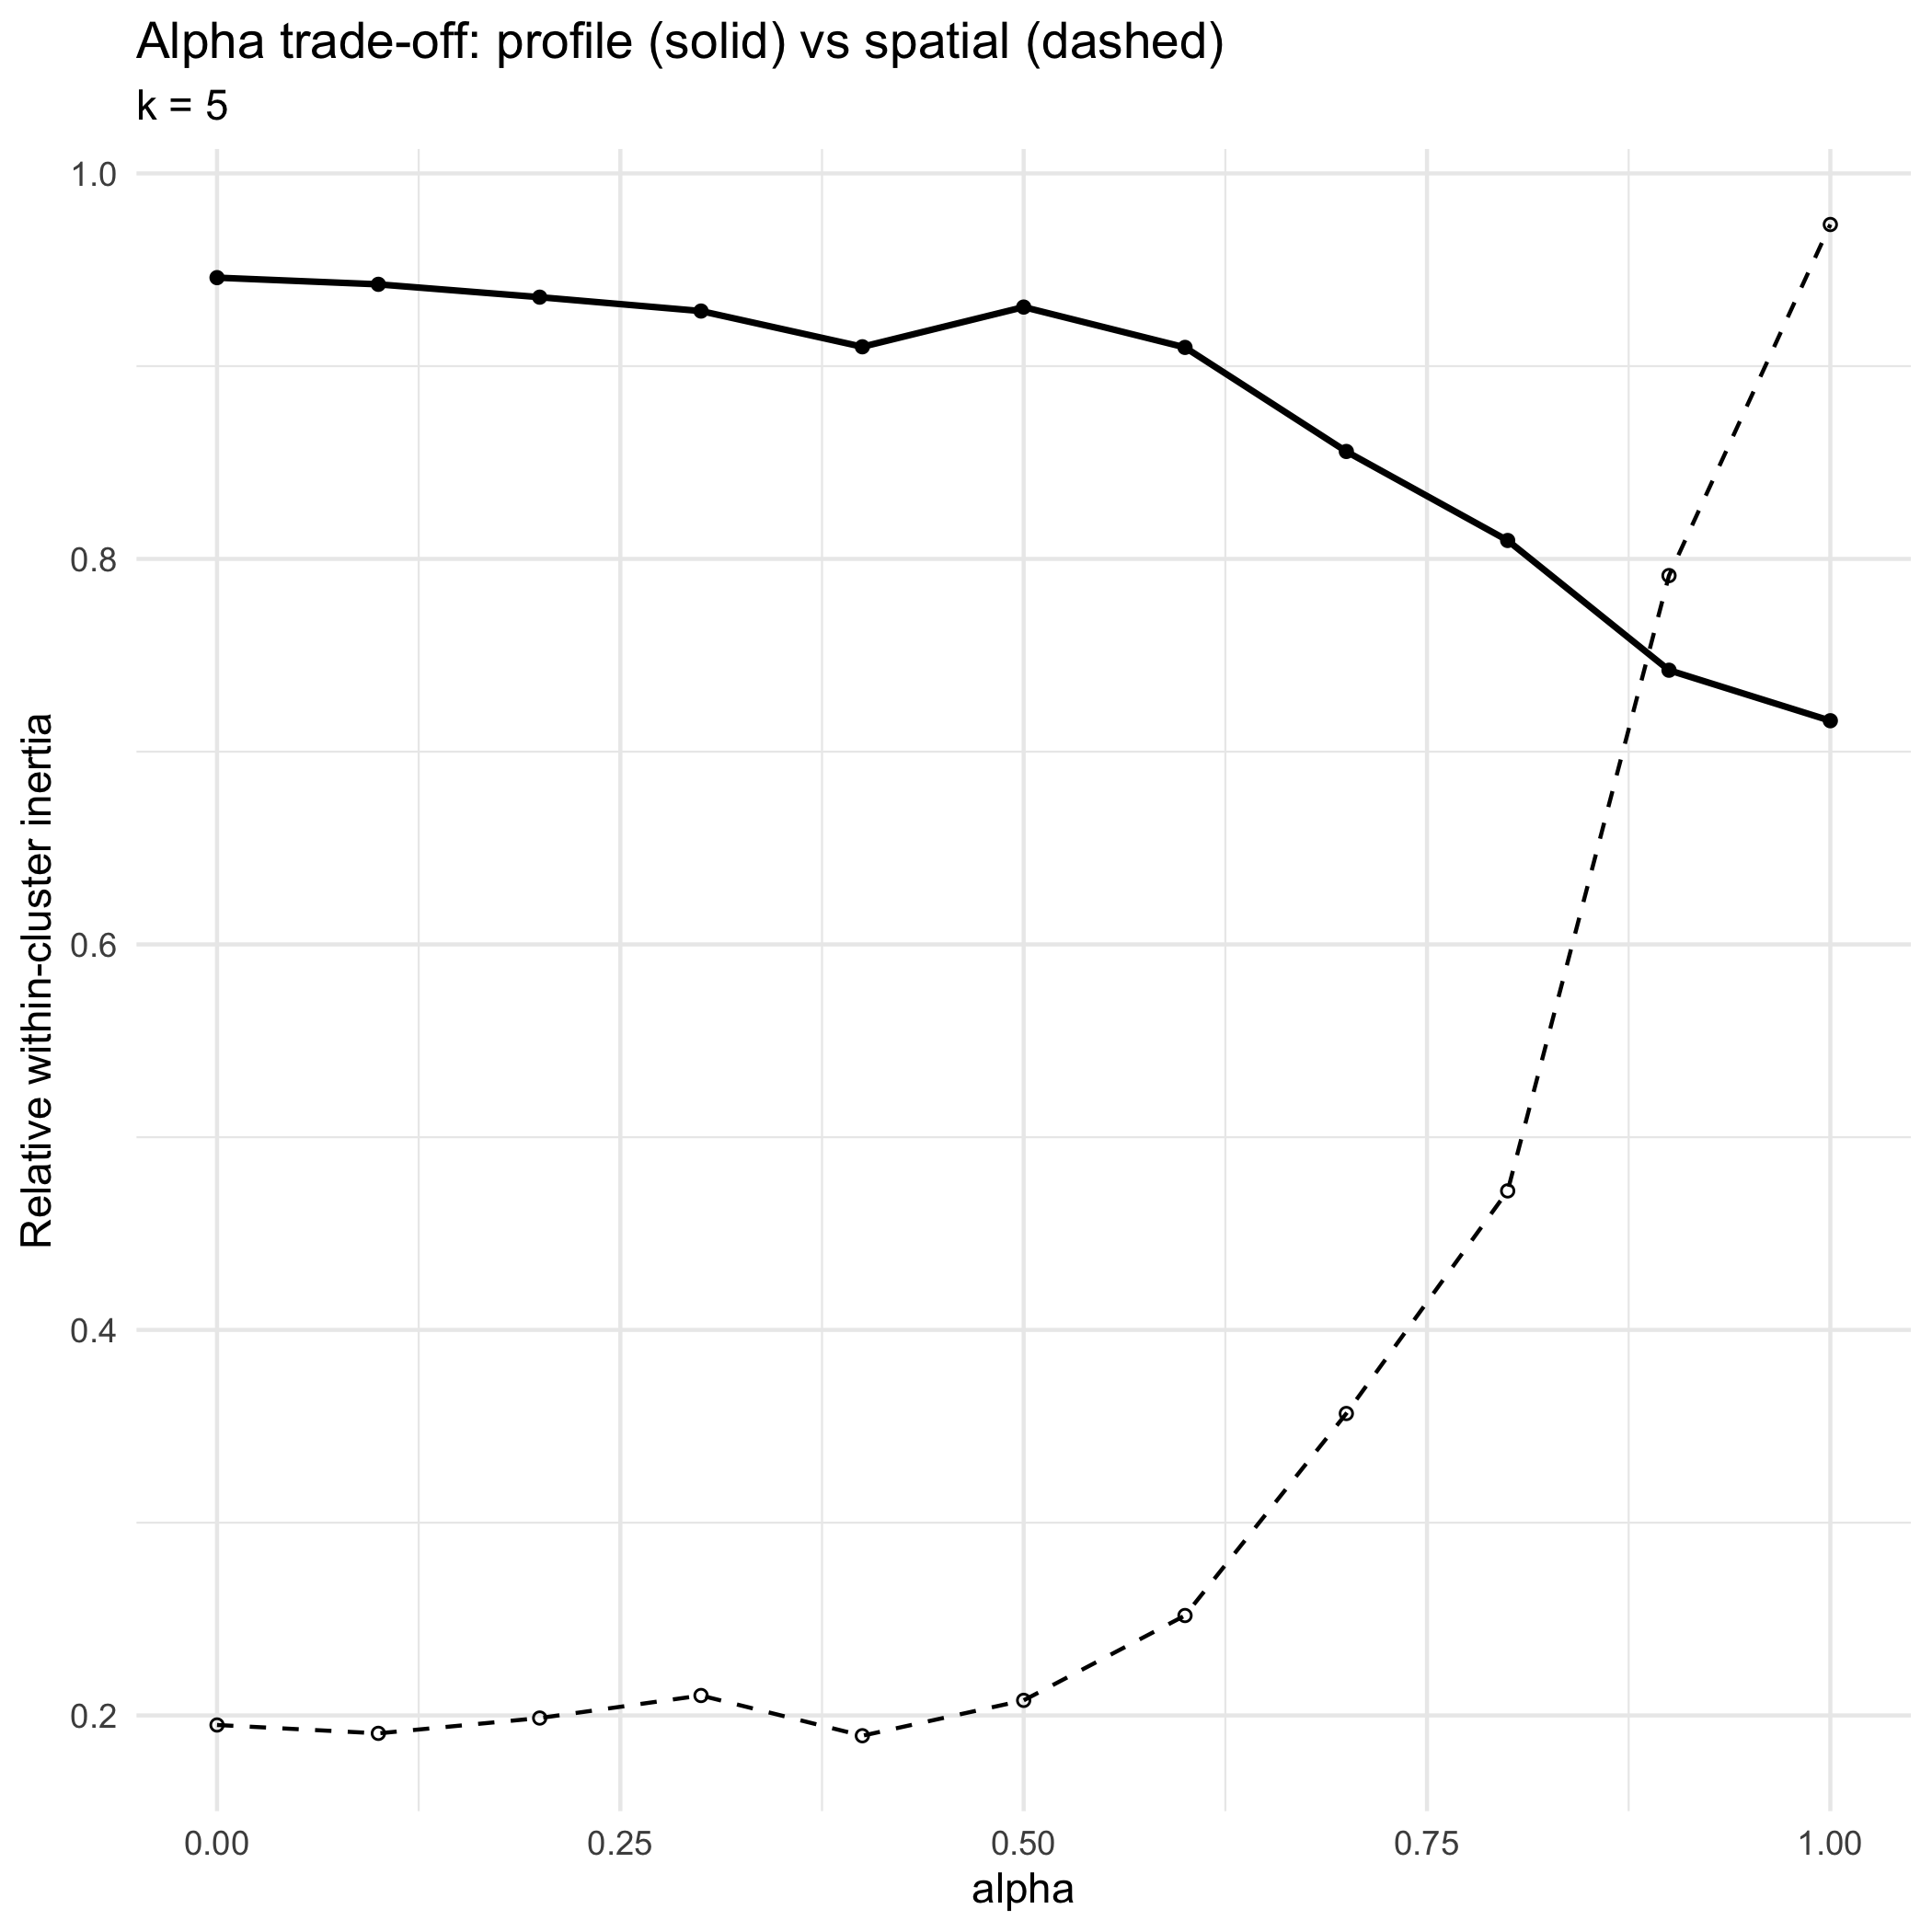 Alpha trade-off: profile (solid) vs spatial (dashed)
k = 5
Relative within-cluster inertia
1.0
0.8
0.6
0.4
0.2
0.00
0.25
0.50
0.75
1.00
alpha